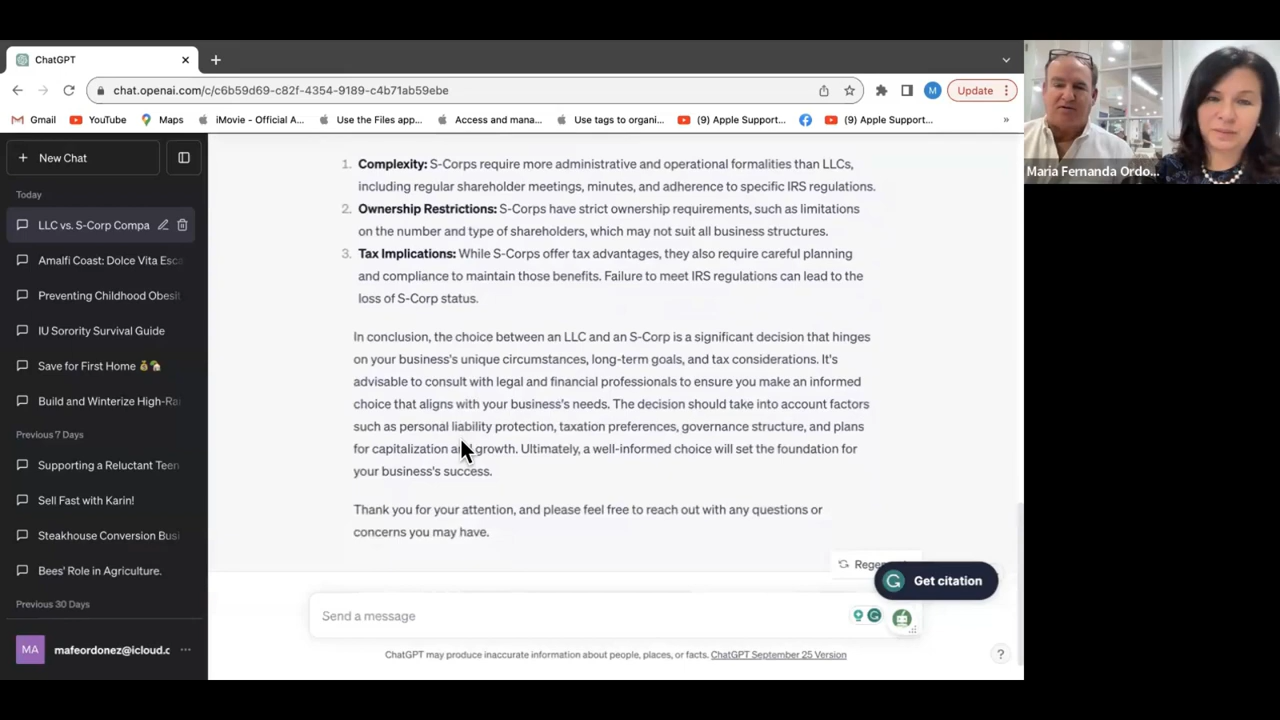 ChatGPT
chat.openai.com/c/c6b59d69-c82f-4354-9189-c4b71ab59ebe
M
Update
Gmail
YouTube
Maps
iMovie - Official A...
Use the Files app...
Access and mana...
Use tags to organi...
(9) Apple Support...
(9) Apple Support...
»
New Chat
Today
LLC vs. S-Corp Compa
Amalfi Coast: Dolce Vita Esca
Preventing Childhood Obesit
IU Sorority Survival Guide
Save for First Home 💰🏡
Build and Winterize High-Rai
Previous 7 Days
Supporting a Reluctant Teen
Sell Fast with Karin!
Steakhouse Conversion Busi
Bees' Role in Agriculture.
Previous 30 Days
MA
mafeordonez@icloud.c
1. Complexity: S-Corps require more administrative and operational formalities than LLCs,
including regular shareholder meetings, minutes, and adherence to specific IRS regulations.
2. Ownership Restrictions: S-Corps have strict ownership requirements, such as limitations
on the number and type of shareholders, which may not suit all business structures.
3. Tax Implications: While S-Corps offer tax advantages, they also require careful planning
and compliance to maintain those benefits. Failure to meet IRS regulations can lead to the
loss of S-Corp status.
In conclusion, the choice between an LLC and an S-Corp is a significant decision that hinges
on your business's unique circumstances, long-term goals, and tax considerations. It's
advisable to consult with legal and financial professionals to ensure you make an informed
choice that aligns with your business's needs. The decision should take into account factors
such as personal liability protection, taxation preferences, governance structure, and plans
for capitalization and growth. Ultimately, a well-informed choice will set the foundation for
your business's success.
Thank you for your attention, and please feel free to reach out with any questions or
concerns you may have.
Get citation
Send a message
ChatGPT may produce inaccurate information about people, places, or facts. ChatGPT September 25 Version
?
Maria Fernanda Ordo...